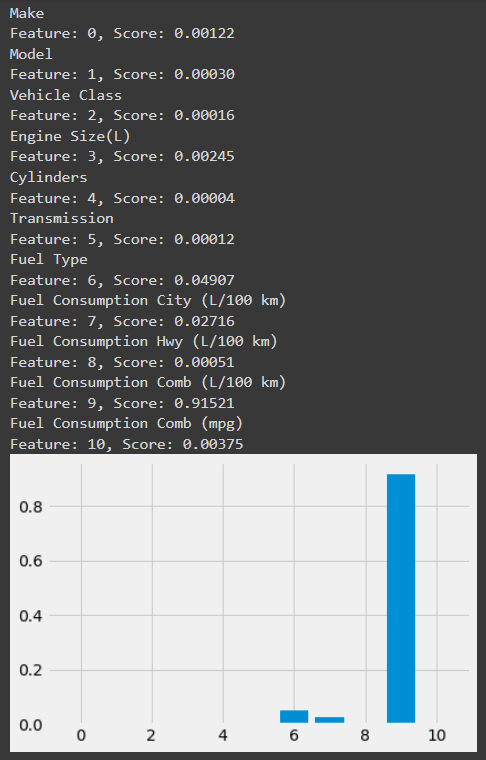 Make
Feature: 0, Score: 0.00122
Model
Feature: 1, Score: 0.00030
Vehicle Class
Feature: 2, Score: 0.00016
Engine Size(L)
Feature: 3, Score: 0.00245
Cylinders
Feature: 4, Score: 0.00004
Transmission
Feature: 5, Score: 0.00012
Fuel Type
Feature: 6, Score: 0.04907
Fuel Consumption City (L/100 km)
Feature: 7, Score: 0.02716
Fuel Consumption Hwy (L/100 km)
Feature: 8, Score: 0.00051
Fuel Consumption Comb (L/100 km)
Feature: 9, Score: 0.91521
Fuel Consumption Comb (mpg)
Feature: 10, Score: 0.00375
0.8
0.6
0.4
0.2
0.0
0 2 4 6 8 10